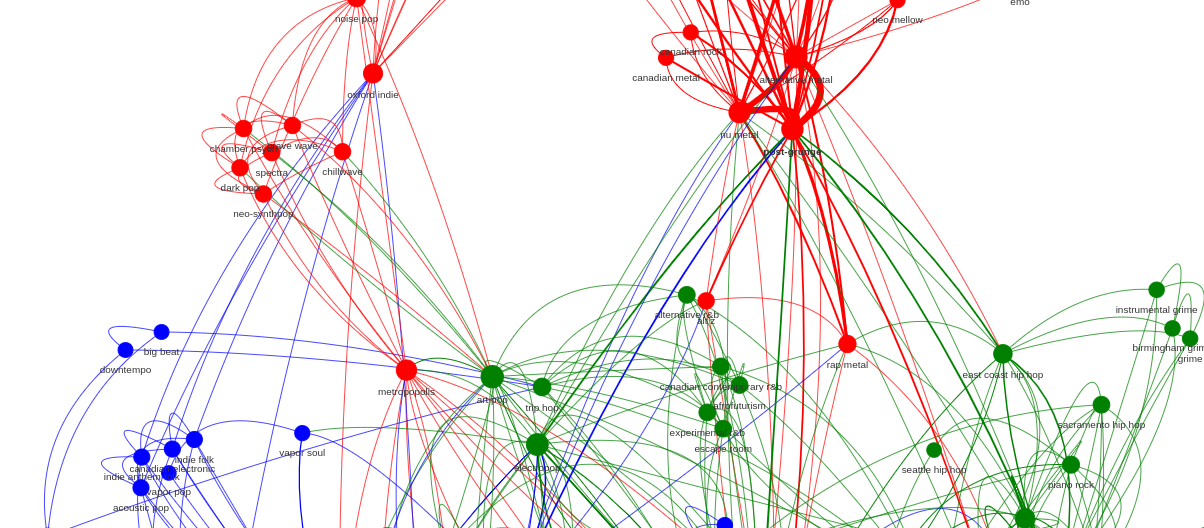 emo
noise pop
neo mellow
canadian rock
canadian metal
alternative metal
oxford indie
nu metal
post-grunge
chamber psych
grave wave
spectra
chillwave
dark pop
neo-synthpop
instrumental grime
alternative r&b
alt z
birmingham grime
grime
big beat
downtempo
rap metal
east coast hip hop
metropopolis
art pop
trip hop
canadian contemporary r&b
afrofuturism
sacramento hip hop
experimental r&b
escape room
vapor soul
indie folk
canadian electronic
indie anthem-folk
vapor pop
acoustic pop
electropop
seattle hip hop
piano rock